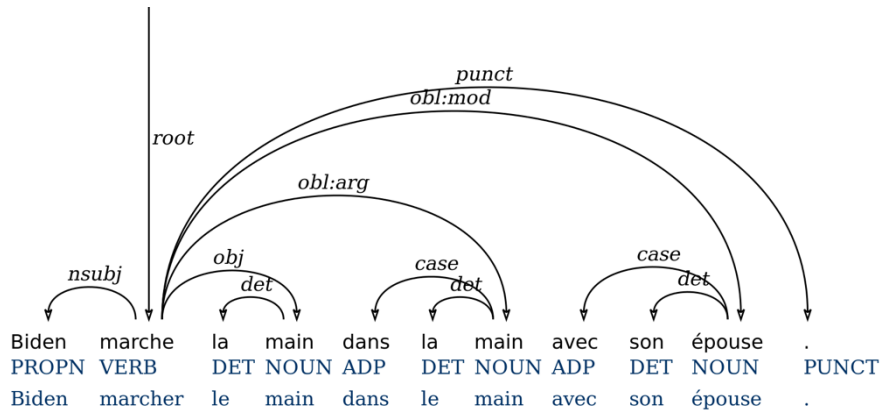 punct
obl:mod
root
obl:arg
nsubj obj det case det case det
Biden marche la main dans la main avec son épouse .
PROPN VERB DET NOUN ADP DET NOUN ADP DET NOUN PUNCT
Biden marcher le main dans le main avec son épouse .